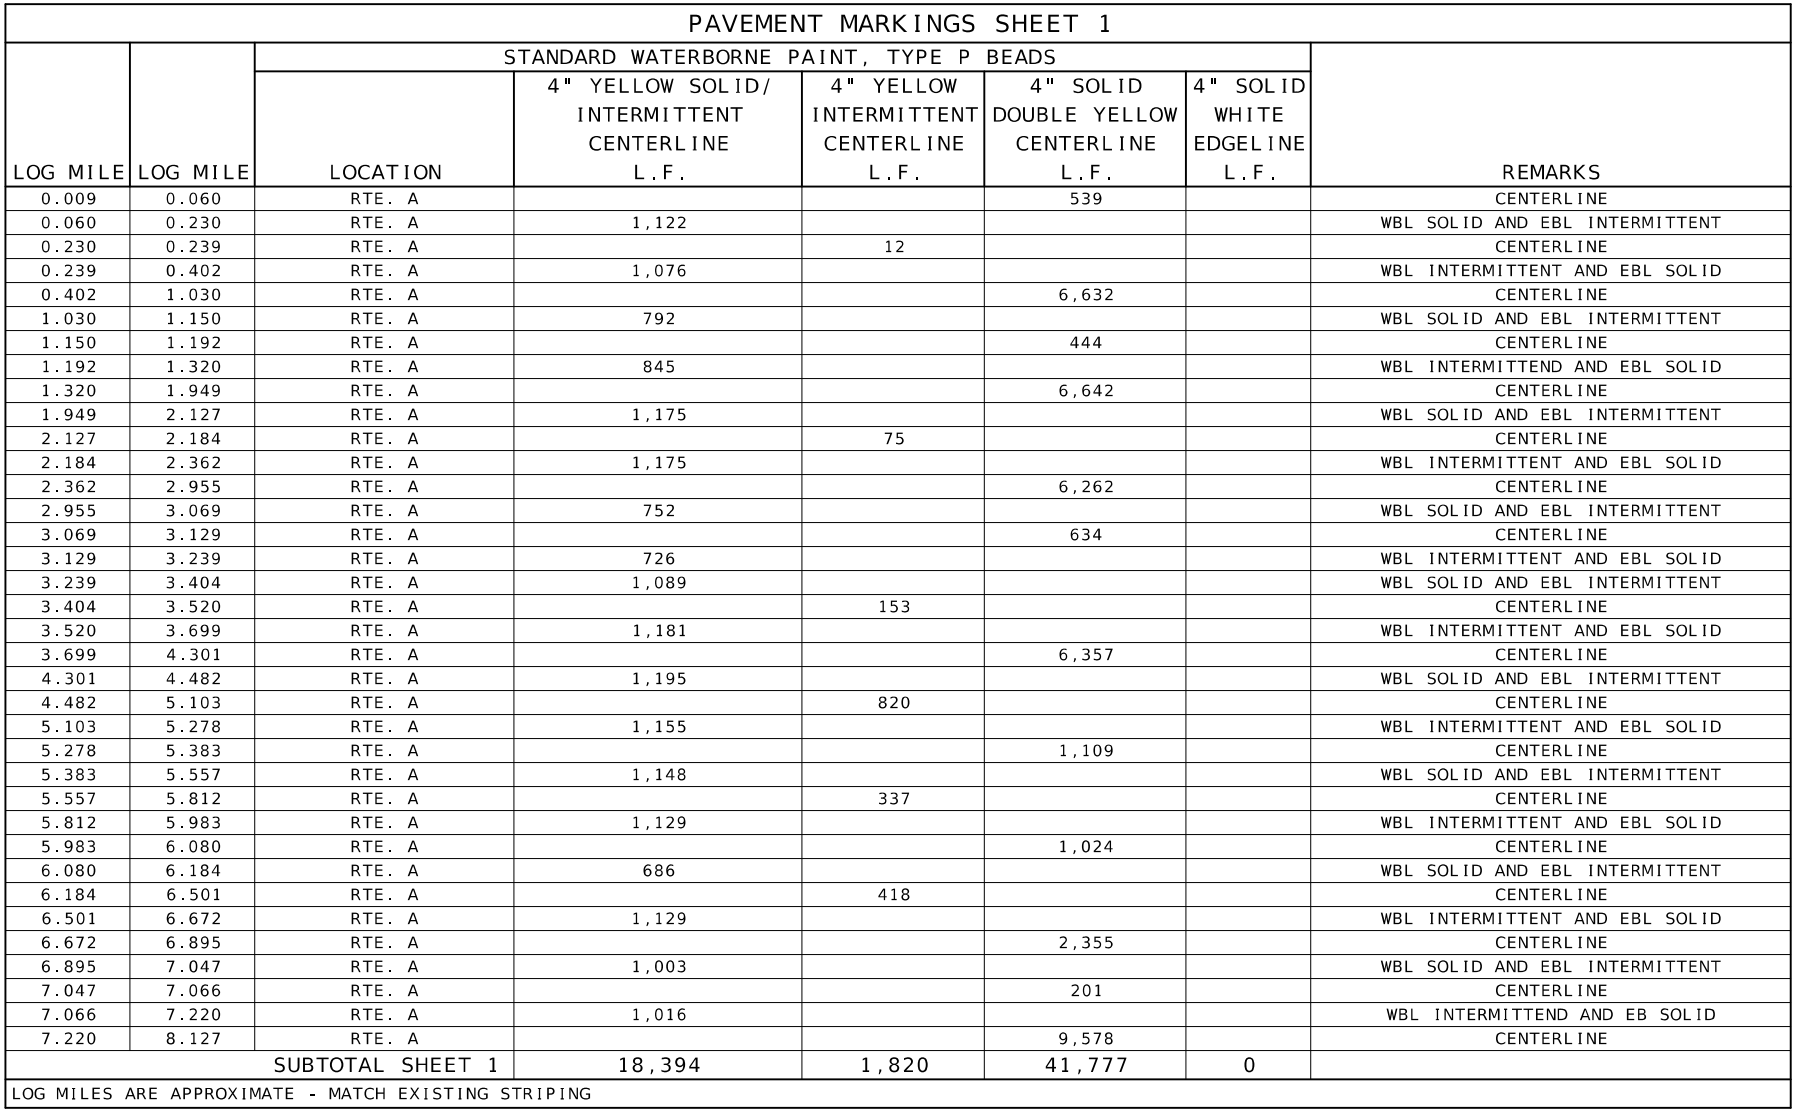 PAVEMENT MARKINGS SHEET 1
STANDARD WATERBORNE PAINT, TYPE P BEADS
LOG MILE LOG MILE LOCATION 4" YELLOW SOLID/ INTERMITTENT CENTERLINE L.F. 4" YELLOW INTERMITTENT CENTERLINE L.F. 4" SOLID DOUBLE YELLOW CENTERLINE L.F. 4" SOLID WHITE EDGELINE L.F. REMARKS
0.009 0.060 RTE. A 539 CENTERLINE
0.060 0.230 RTE. A 1,122 WBL SOLID AND EBL INTERMITTENT
0.230 0.239 RTE. A 12 CENTERLINE
0.239 0.402 RTE. A 1,076 WBL INTERMITTENT AND EBL SOLID
0.402 1.030 RTE. A 6,632 CENTERLINE
1.030 1.150 RTE. A 792 WBL SOLID AND EBL INTERMITTENT
1.150 1.192 RTE. A 444 CENTERLINE
1.192 1.320 RTE. A 845 WBL INTERMITTEND AND EBL SOLID
1.320 1.949 RTE. A 6,642 CENTERLINE
1.949 2.127 RTE. A 1,175 WBL SOLID AND EBL INTERMITTENT
2.127 2.184 RTE. A 75 CENTERLINE
2.184 2.362 RTE. A 1,175 WBL INTERMITTENT AND EBL SOLID
2.362 2.955 RTE. A 6,262 CENTERLINE
2.955 3.069 RTE. A 752 WBL SOLID AND EBL INTERMITTENT
3.069 3.129 RTE. A 634 CENTERLINE
3.129 3.239 RTE. A 726 WBL INTERMITTENT AND EBL SOLID
3.239 3.404 RTE. A 1,089 WBL SOLID AND EBL INTERMITTENT
3.404 3.520 RTE. A 153 CENTERLINE
3.520 3.699 RTE. A 1,181 WBL INTERMITTENT AND EBL SOLID
3.699 4.301 RTE. A 6,357 CENTERLINE
4.301 4.482 RTE. A 1,195 WBL SOLID AND EBL INTERMITTENT
4.482 5.103 RTE. A 820 CENTERLINE
5.103 5.278 RTE. A 1,155 WBL INTERMITTENT AND EBL SOLID
5.278 5.383 RTE. A 1,109 CENTERLINE
5.383 5.557 RTE. A 1,148 WBL SOLID AND EBL INTERMITTENT
5.557 5.812 RTE. A 337 CENTERLINE
5.812 5.983 RTE. A 1,129 WBL INTERMITTENT AND EBL SOLID
5.983 6.080 RTE. A 1,024 CENTERLINE
6.080 6.184 RTE. A 686 WBL SOLID AND EBL INTERMITTENT
6.184 6.501 RTE. A 418 CENTERLINE
6.501 6.672 RTE. A 1,129 WBL INTERMITTENT AND EBL SOLID
6.672 6.895 RTE. A 2,355 CENTERLINE
6.895 7.047 RTE. A 1,003 WBL SOLID AND EBL INTERMITTENT
7.047 7.066 RTE. A 201 CENTERLINE
7.066 7.220 RTE. A 1,016 WBL INTERMITTEND AND EB SOLID
7.220 8.127 RTE. A 9,578 CENTERLINE
SUBTOTAL SHEET 1 18,394 1,820 41,777 0
LOG MILES ARE APPROXIMATE - MATCH EXISTING STRIPING